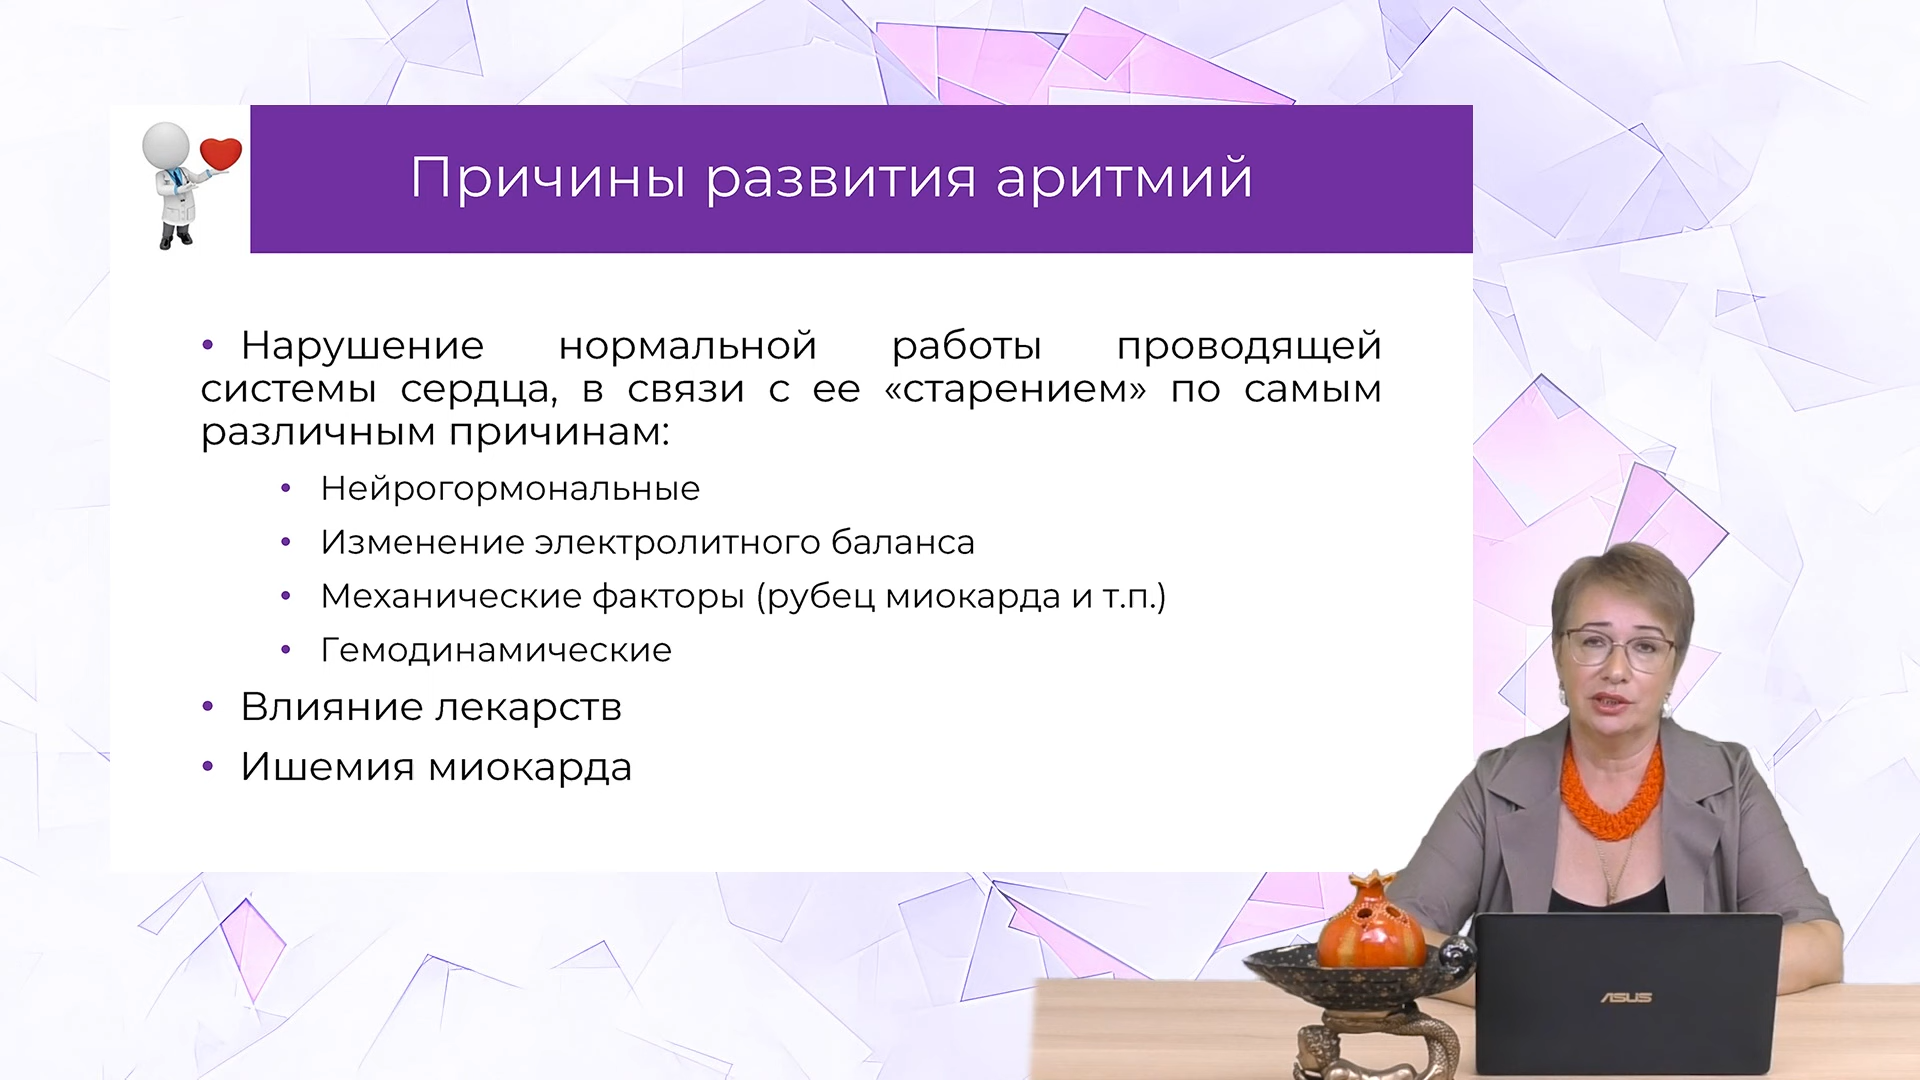 Причины развития аритмий
• Нарушение нормальной работы проводящей
системы сердца, в связи с ее «старением» по самым
различным причинам:
• Нейрогормональные
• Изменение электролитного баланса
• Механические факторы (рубец миокарда и т.п.)
• Гемодинамические
• Влияние лекарств
• Ишемия миокарда
ASUS